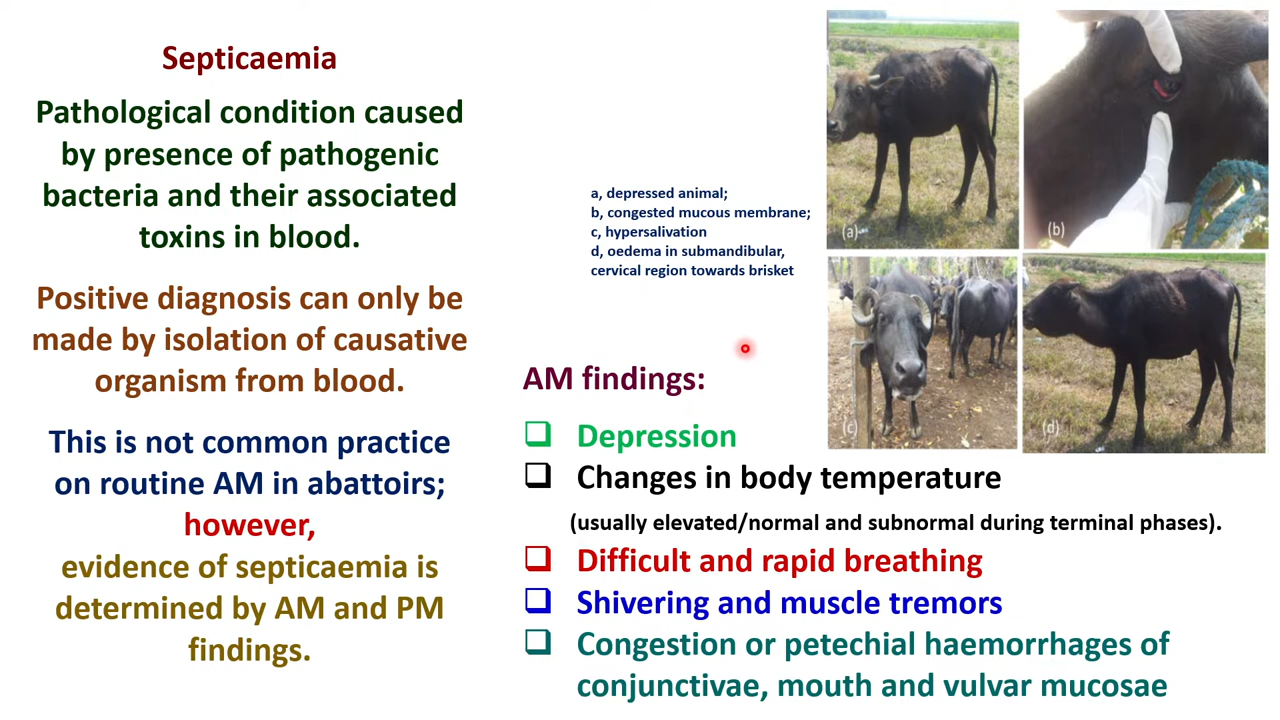 Septicaemia
Pathological condition caused
by presence of pathogenic
bacteria and their associated
toxins in blood.
Positive diagnosis can only be
made by isolation of causative
organism from blood.
This is not common practice
on routine AM in abattoirs;
however,
evidence of septicaemia is
determined by AM and PM
findings.
a, depressed animal;
b, congested mucous membrane;
c, hypersalivation
d, oedema in submandibular,
cervical region towards brisket
(a)
(b)
(c)
(d)
AM findings:
Depression
Changes in body temperature
(usually elevated/normal and subnormal during terminal phases).
Difficult and rapid breathing
Shivering and muscle tremors
Congestion or petechial haemorrhages of
conjunctivae, mouth and vulvar mucosae